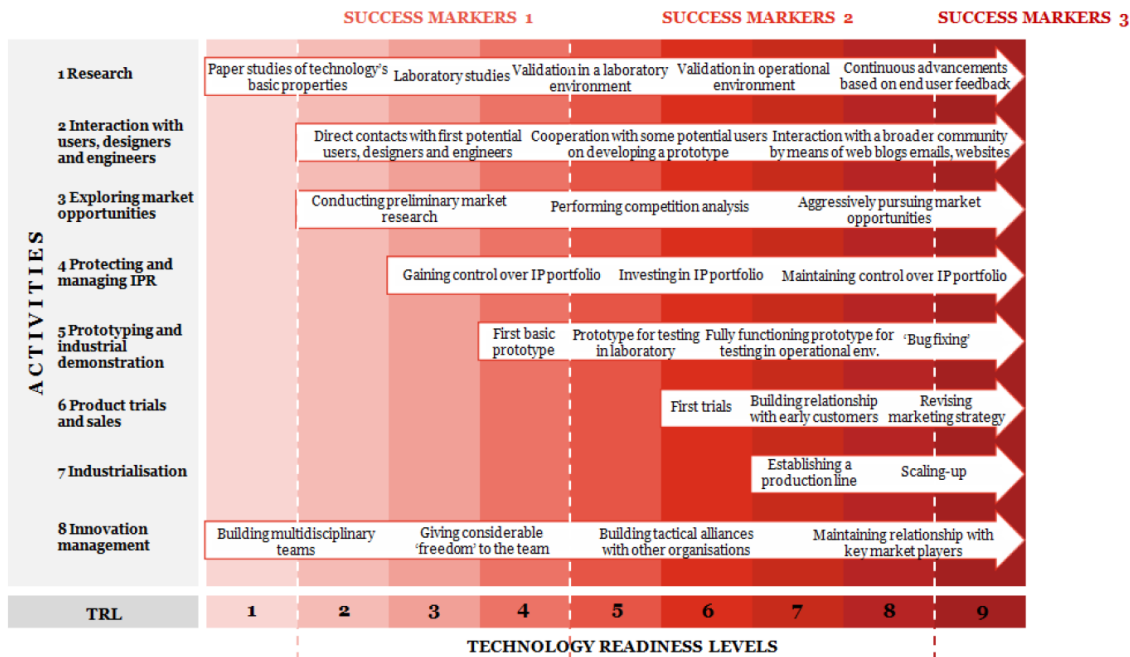 SUCCESS MARKERS 1
SUCCESS MARKERS 2
SUCCESS MARKERS 3
ACTIVITIES
1 Research
Paper studies of technology's
basic properties
Laboratory studies
Validation in a laboratory
environment
Validation in operational
environment
Continuous advancements
based on end user feedback
2 Interaction with
users, designers
and engineers
Direct contacts with first potential
users, designers and engineers
Cooperation with some potential users
on developing a prototype
Interaction with a broader community
by means of web blogs emails, websites
3 Exploring market
opportunities
Conducting preliminary market
research
Performing competition analysis
Aggressively pursuing market
opportunities
4 Protecting and
managing IPR
Gaining control over IP portfolio
Investing in IP portfolio
Maintaining control over IP portfolio
5 Prototyping and
industrial
demonstration
First basic
prototype
Prototype for testing
in laboratory
Fully functioning prototype for
testing in operational env.
'Bug fixing'
6 Product trials
and sales
First trials
Building relationship
with early customers
Revising
marketing strategy
7 Industrialisation
Establishing a
production line
Scaling-up
8 Innovation
management
Building multidisciplinary
teams
Giving considerable
'freedom' to the team
Building tactical alliances
with other organisations
Maintaining relationship with
key market players
TRL
1
2
3
4
5
6
7
8
9
TECHNOLOGY READINESS LEVELS